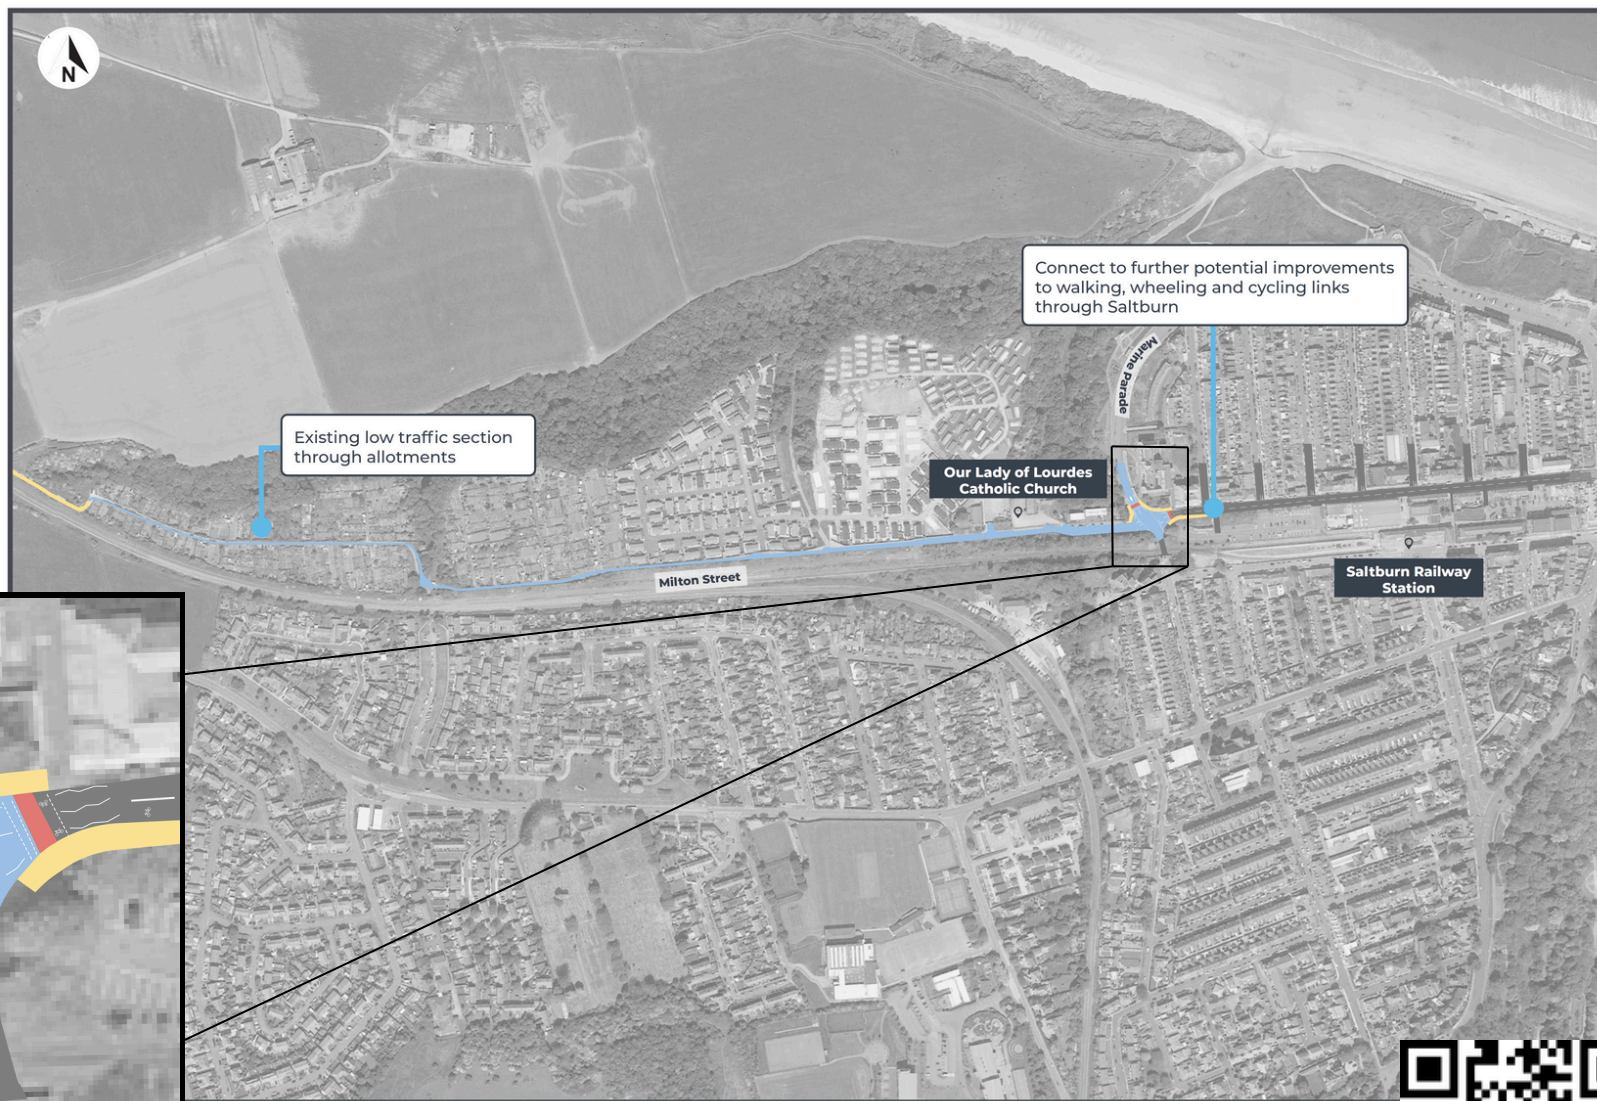 N
Connect to further potential improvements
to walking, wheeling and cycling links
through Saltburn
Marine Parade
Existing low traffic section
through allotments
Our Lady of Lourdes
Catholic Church
Milton Street
Saltburn Railway
Station